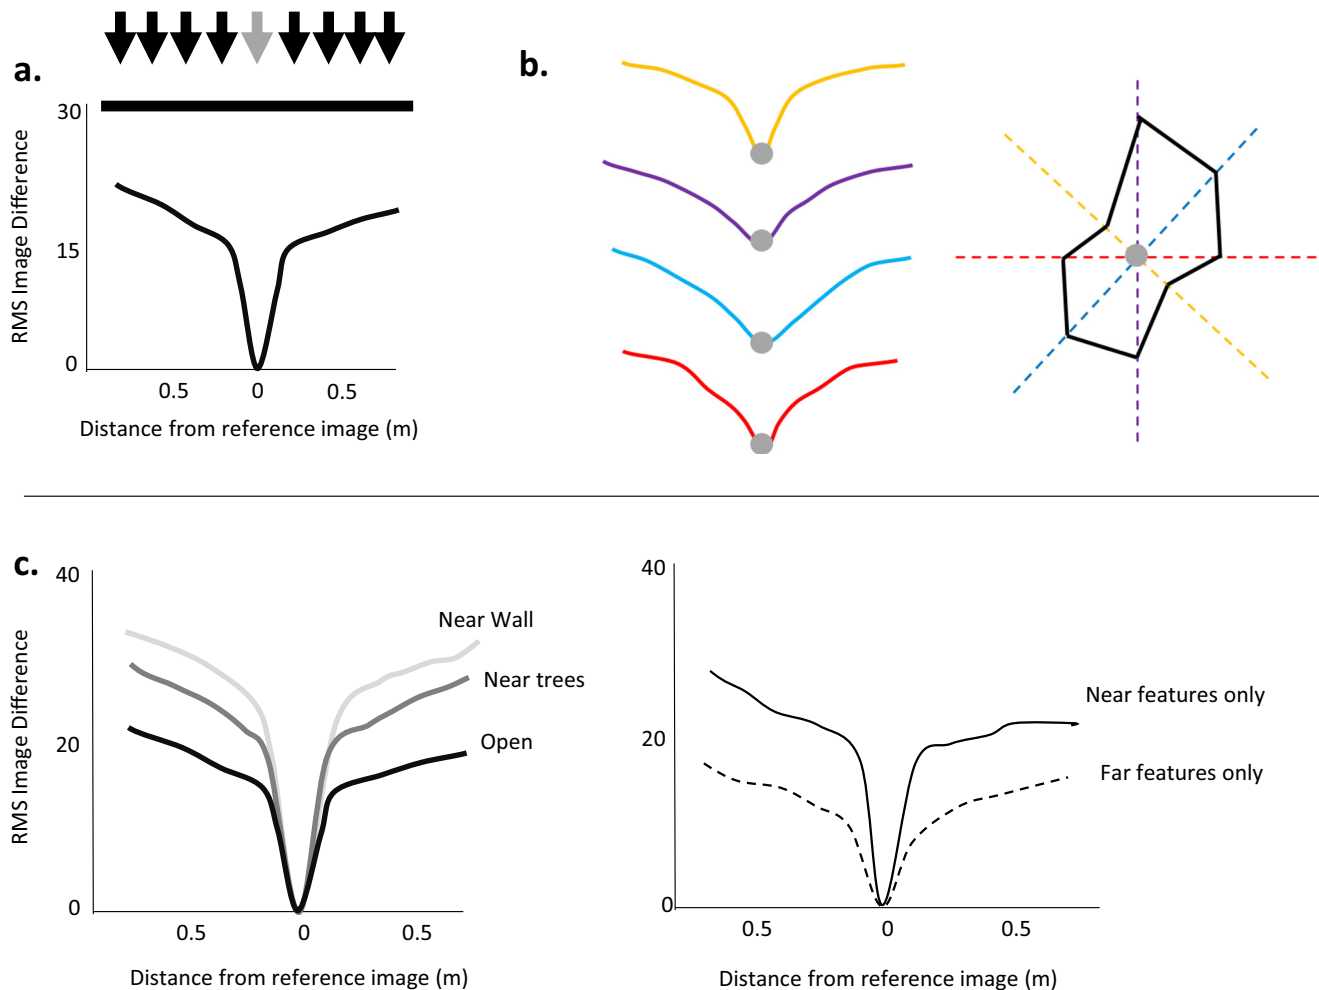 a.
30
15
0
RMS Image Difference
0.5 0 0.5
Distance from reference image (m)
b.
c.
40
20
0
RMS Image Difference
Near Wall
Near trees
Open
0.5 0 0.5
Distance from reference image (m)
40
20
0
Near features only
Far features only
0.5 0 0.5
Distance from reference image (m)